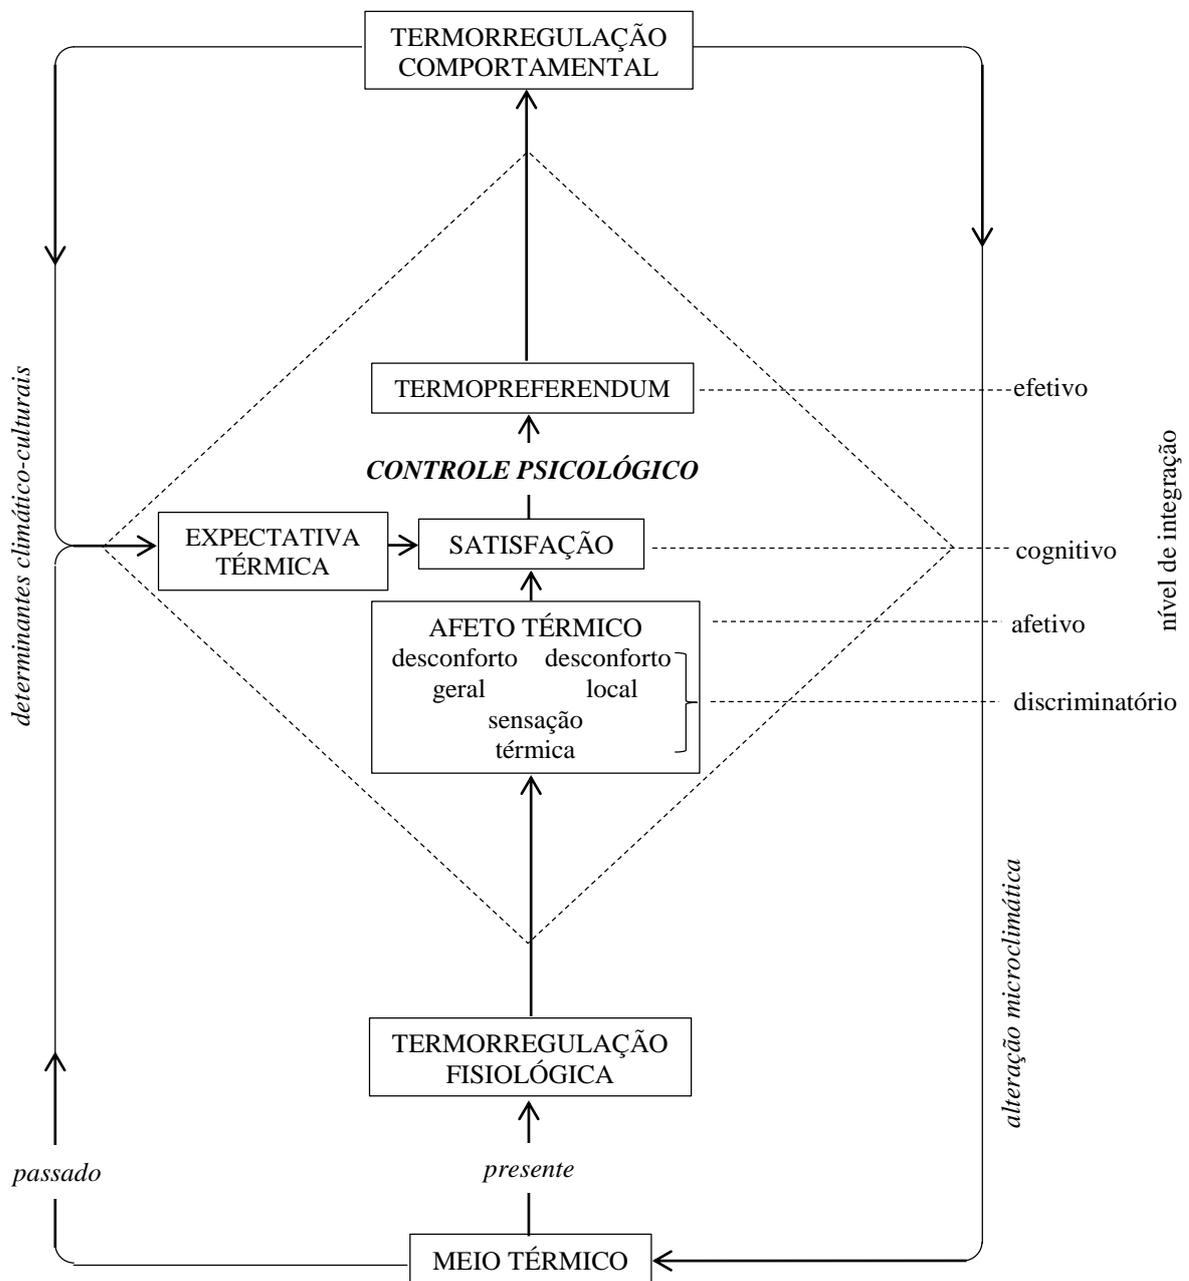 TERMORREGULAÇÃO
COMPORTAMENTAL
determinantes climático-culturais
TERMOPREFERENDUM
efetivo
CONTROLE PSICOLÓGICO
EXPECTATIVA
TÉRMICA
SATISFAÇÃO
cognitivo
nível de integração
AFETO TÉRMICO
afetivo
desconforto desconforto
geral local
sensação
térmica
discriminatório
alteração microclimática
TERMORREGULAÇÃO
FISIOLÓGICA
passado
presente
MEIO TÉRMICO